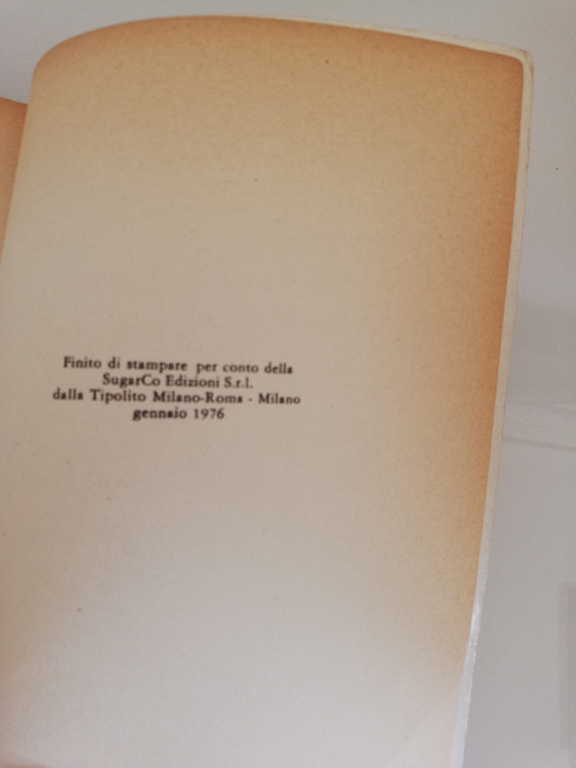 Finito di stampare per conto della
SugarCo Edizioni S.r.l.
dalla Tipolito Milano-Roma - Milano
gennaio 1976